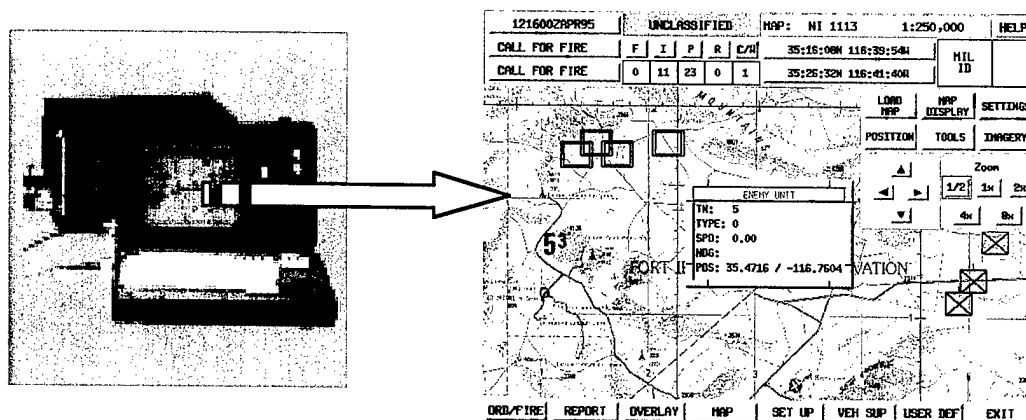 121600ZAPR95 UNCLASSIFIED MAP: NI 1113 1:250,000 HELP
CALL FOR FIRE F I P R C/W 35:16:08N 116:39:54W MIL ID
CALL FOR FIRE 0 11 23 0 1 35:26:32N 116:41:40W
LOAD MAP MAP DISPLAY SETTINGS
POSITION TOOLS IMAGERY
Zoom
1/2 1x 2x
4x 8x
ENEMY UNIT
TN: 5
TYPE: 0
SPD: 0.00
HDG:
POS: 35.4716 / -116.7604
5³
FORT VATION
ORD/FIRE REPORT OVERLAY MAP SET UP VEH SUP USER DEF EXIT